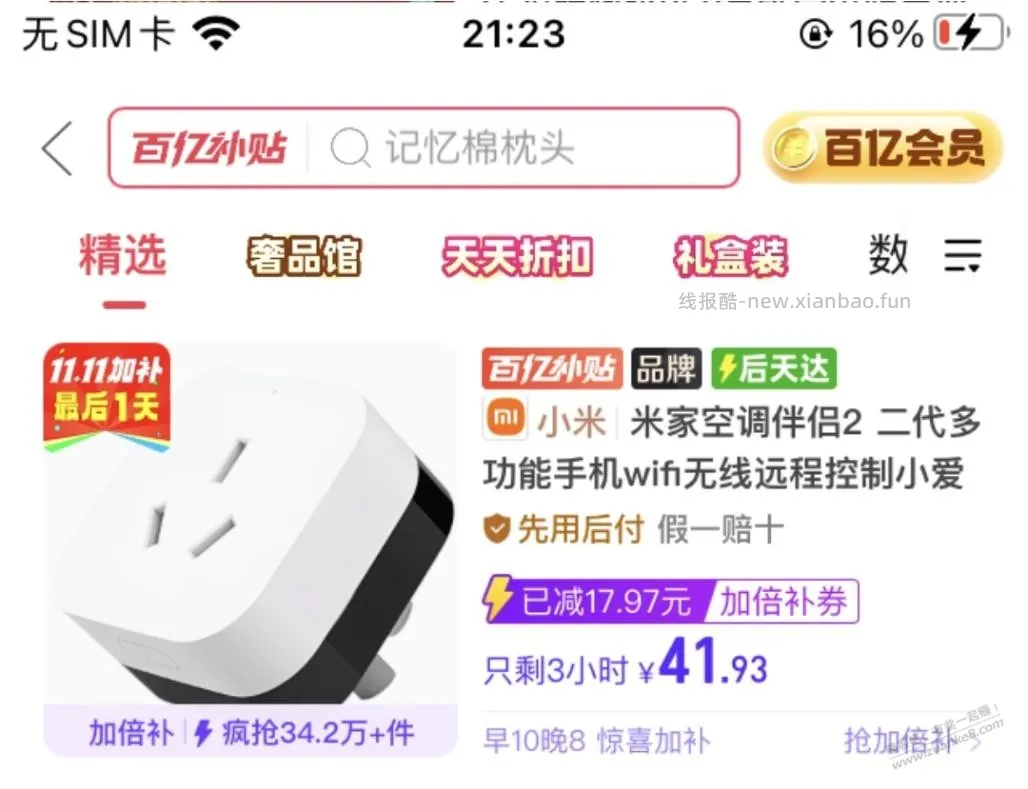 无SIM卡 21:23 16%
百亿补贴 记忆棉枕头 百亿会员
精选 奢品馆 天天折扣 礼盒装 数
线报酷-new.xianbao.fun
11.11加补
最后1天
百亿补贴 品牌 后天达
小米 米家空调伴侣2 二代多
功能手机wifi无线远程控制小爱
先用后付 假一赔十
已减17.97元 加倍补券
只剩3小时 ¥41.93
加倍补 疯抢34.2万+件
早10晚8 惊喜加补 抢加倍补